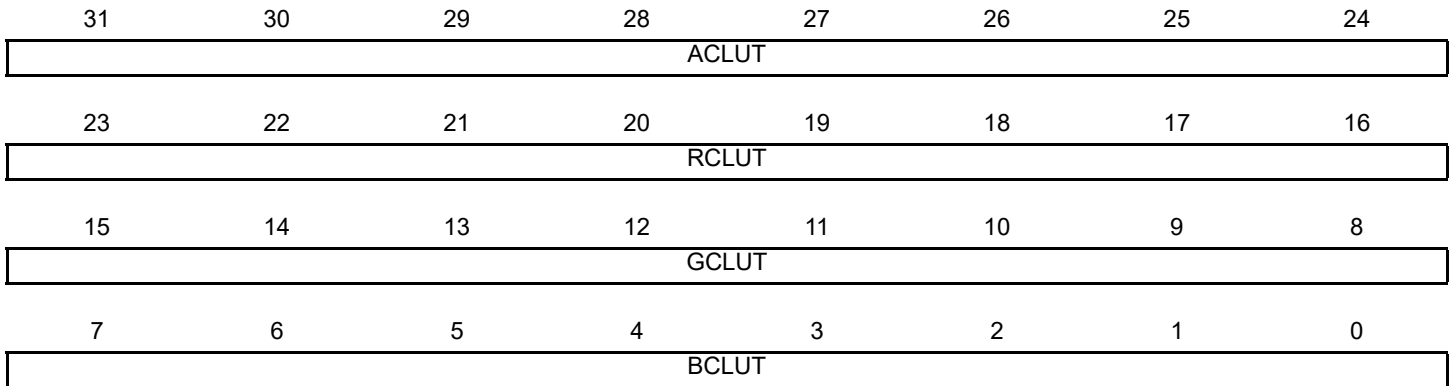 31 30 29 28 27 26 25 24
ACLUT
23 22 21 20 19 18 17 16
RCLUT
15 14 13 12 11 10 9 8
GCLUT
7 6 5 4 3 2 1 0
BCLUT